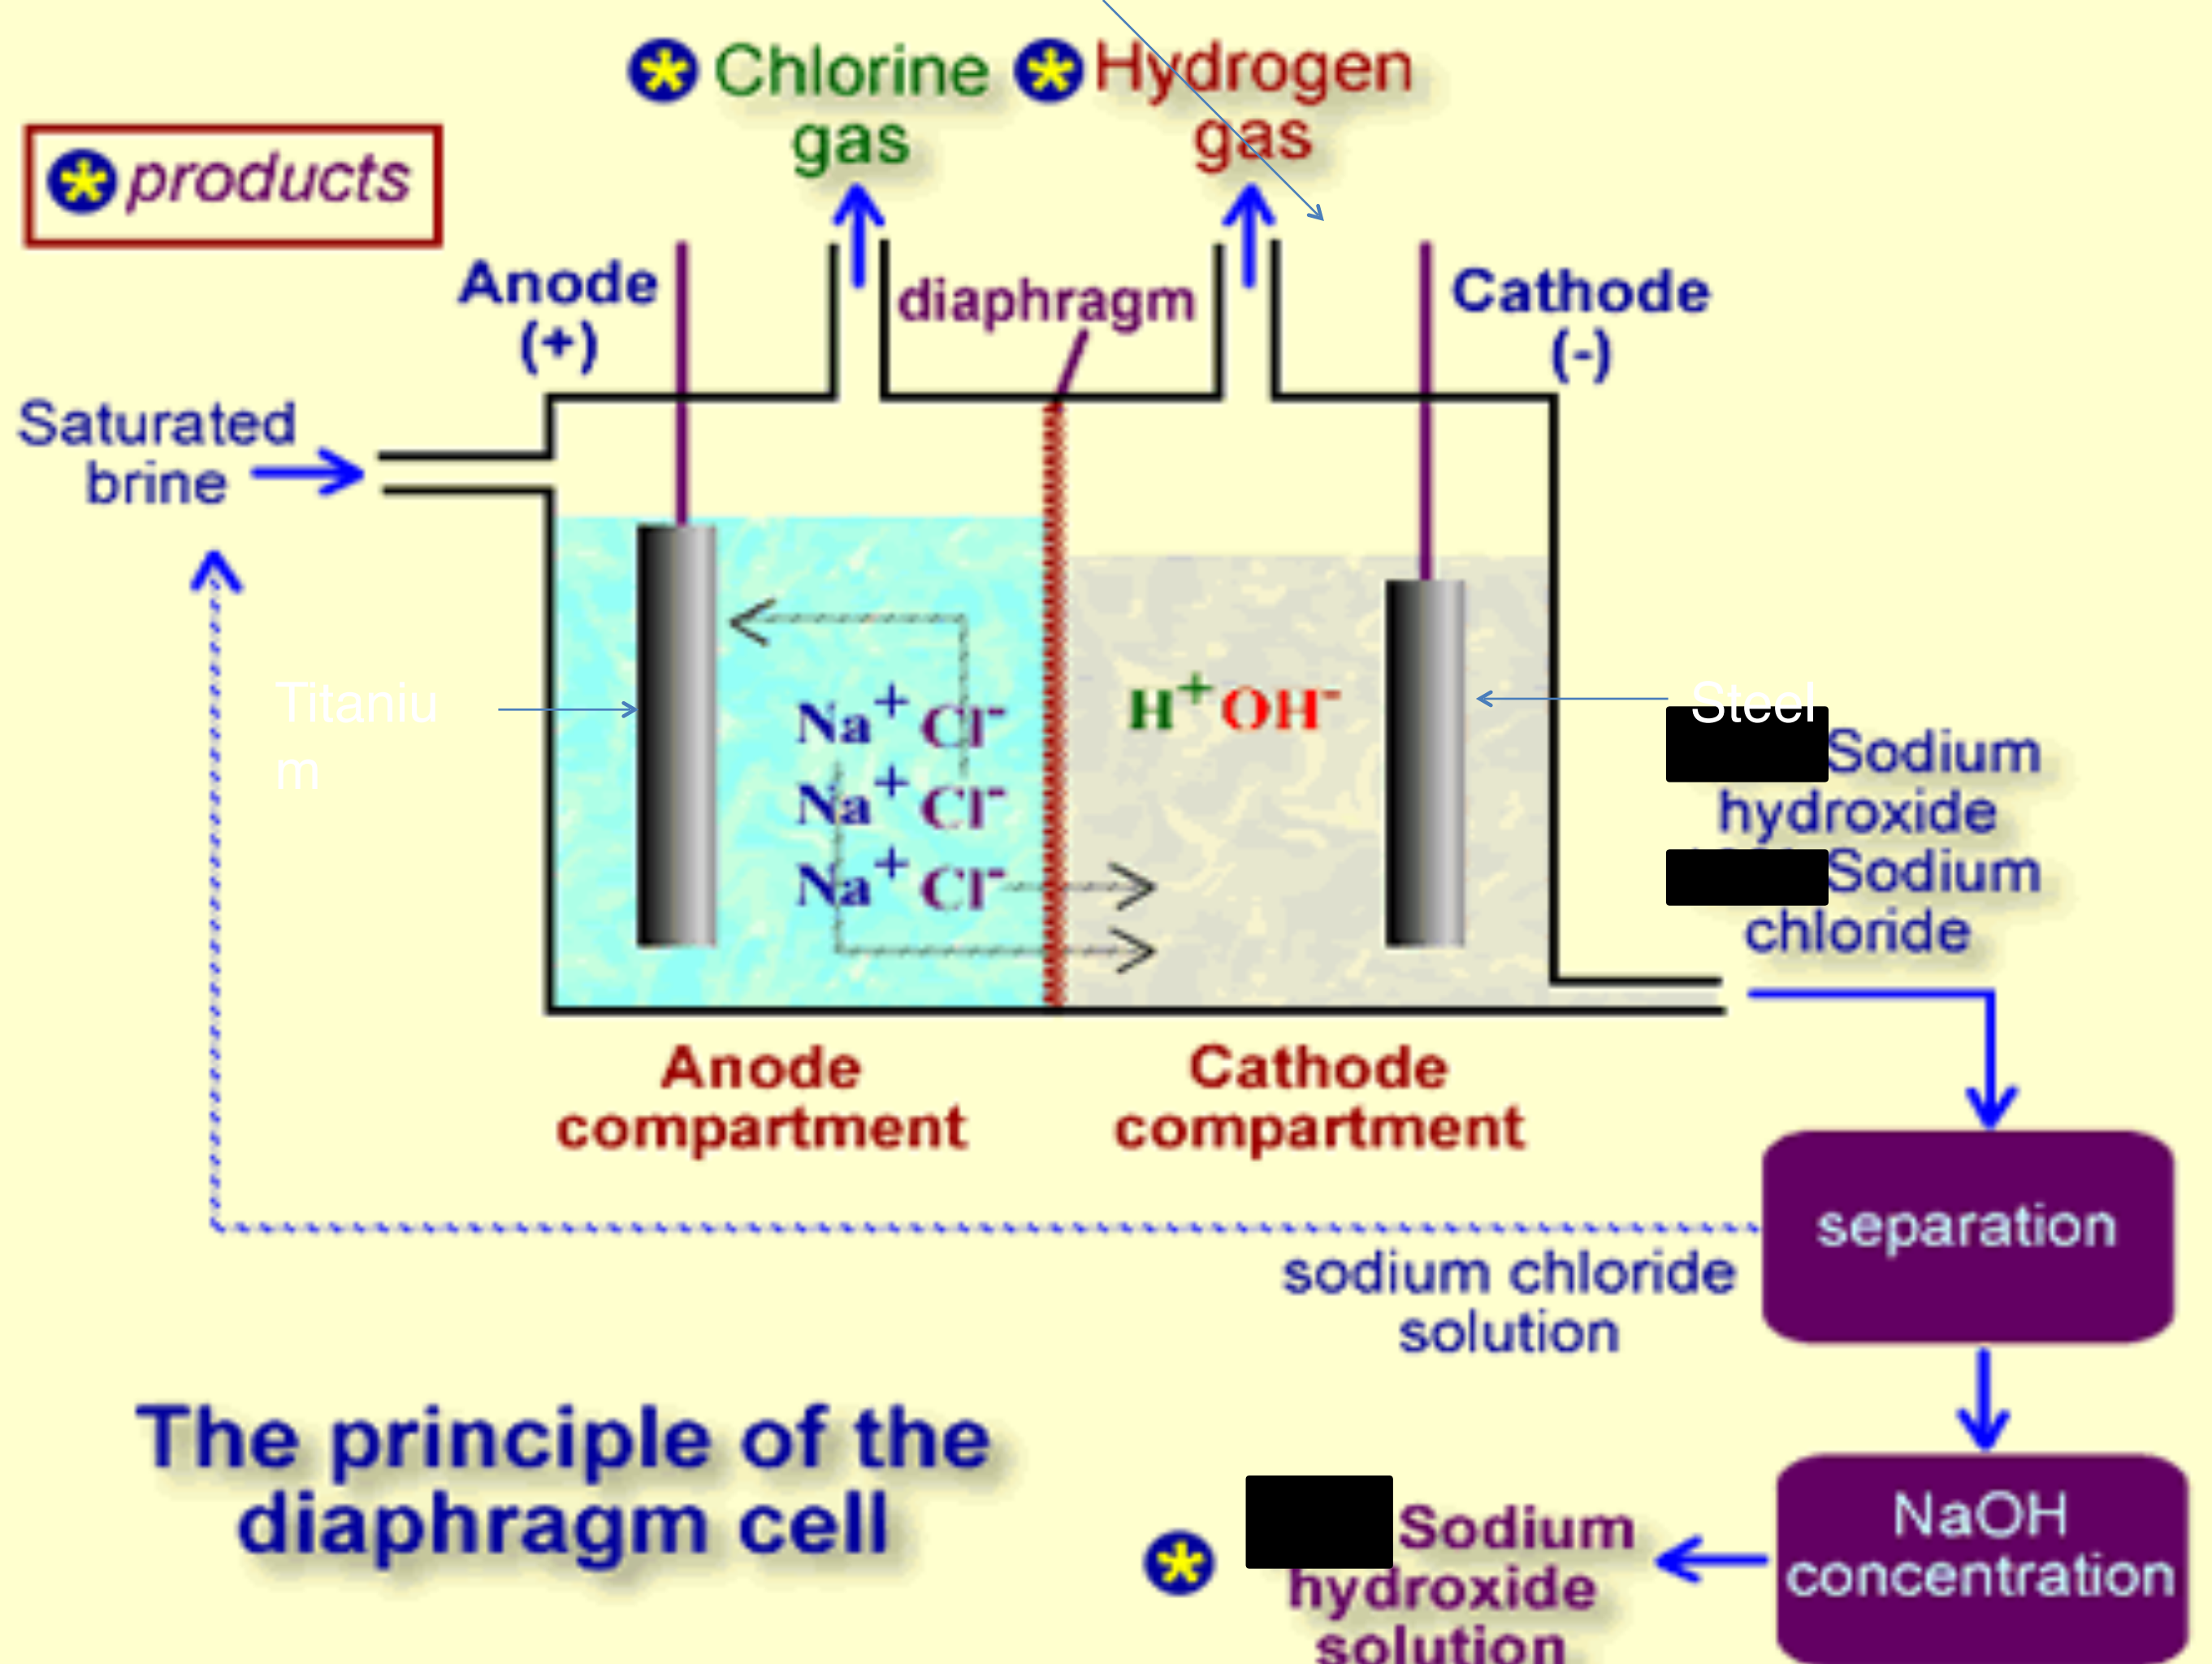 Chlorine
gas
Hydrogen
gas
products
Anode
(+)
diaphragm
Cathode
(-)
Saturated
brine
Titaniu
m
Na+ Cl-
Na+ Cl-
Na+ Cl-
H+ OH-
Steel
Sodium
hydroxide
Sodium
chloride
Anode
compartment
Cathode
compartment
separation
sodium chloride
solution
The principle of the
diaphragm cell
NaOH
concentration
Sodium
hydroxide
solution